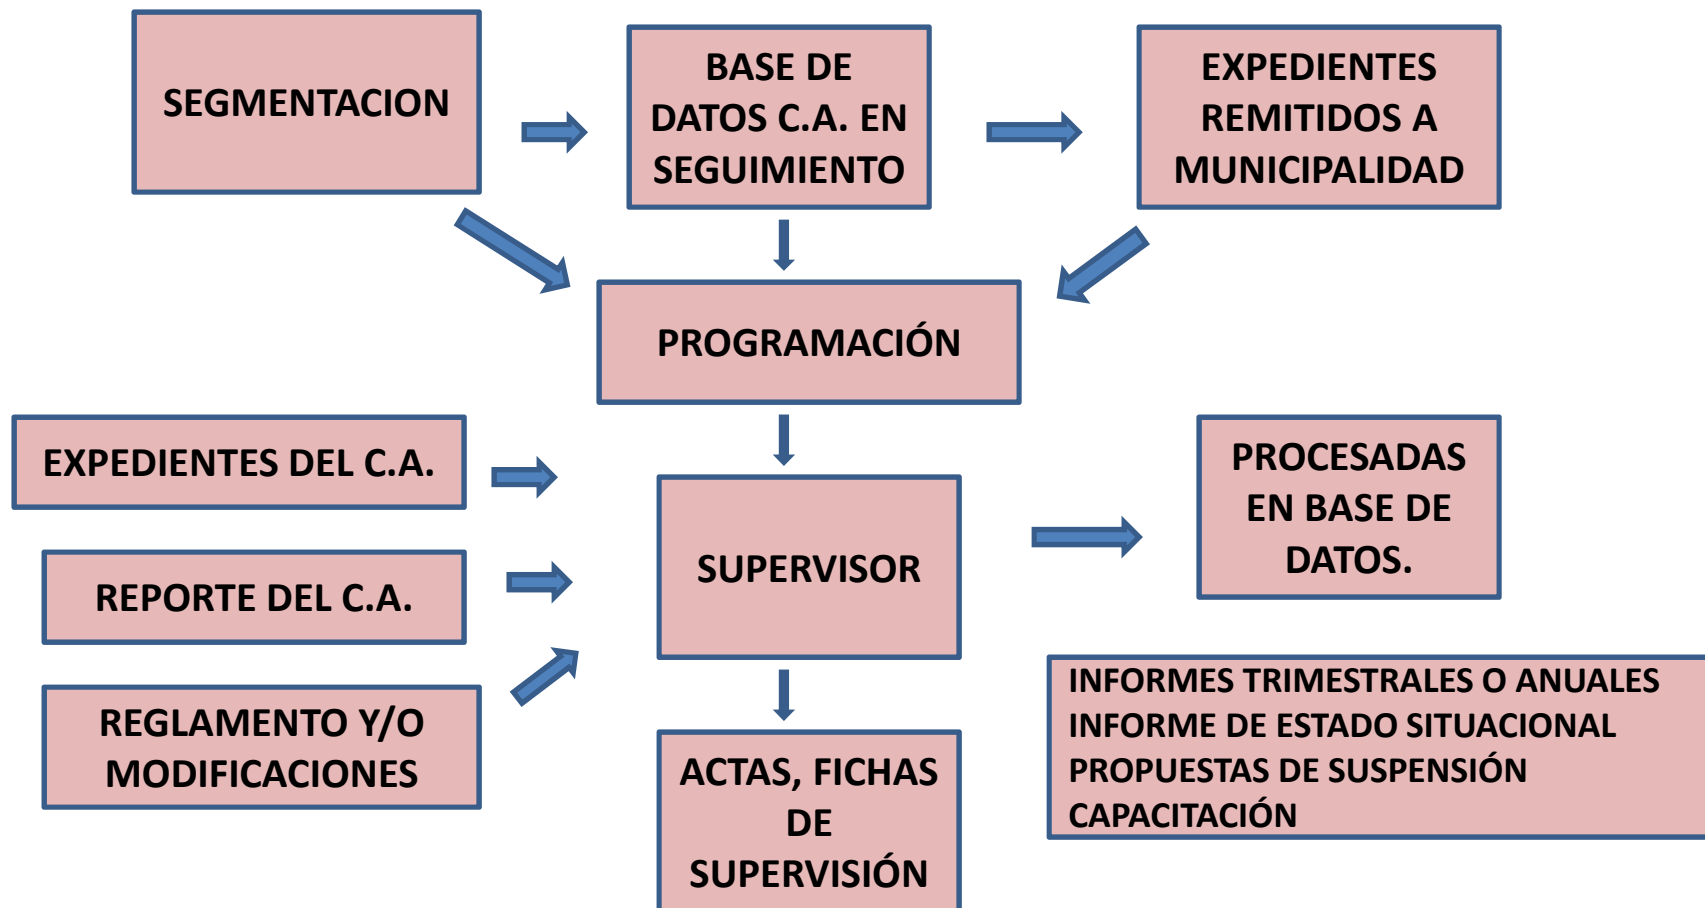 SEGMENTACION
BASE DE
DATOS C.A. EN
SEGUIMIENTO
EXPEDIENTES
REMITIDOS A
MUNICIPALIDAD
PROGRAMACIÓN
EXPEDIENTES DEL C.A.
REPORTE DEL C.A.
REGLAMENTO Y/O
MODIFICACIONES
SUPERVISOR
PROCESADAS
EN BASE DE
DATOS.
ACTAS, FICHAS
DE
SUPERVISIÓN
INFORMES TRIMESTRALES O ANUALES
INFORME DE ESTADO SITUACIONAL
PROPUESTAS DE SUSPENSIÓN
CAPACITACIÓN